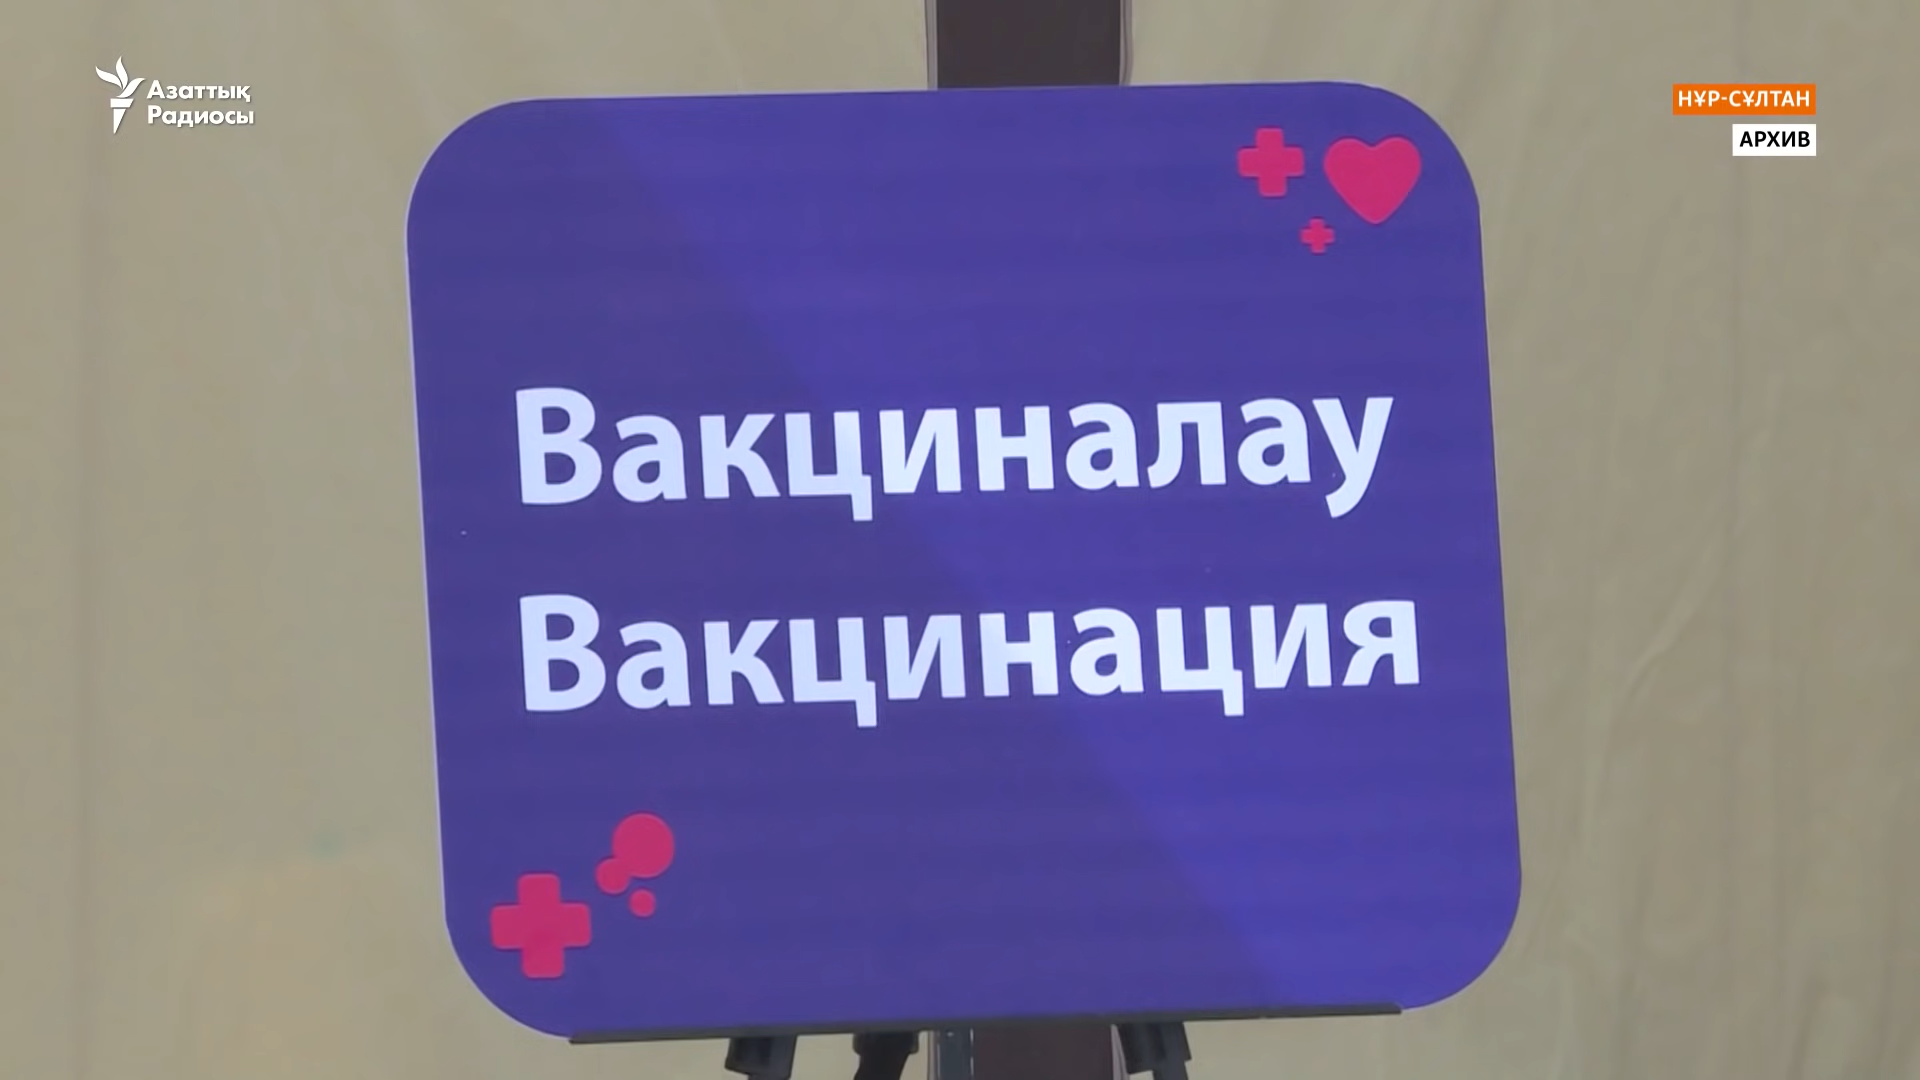 Азаттық
Радиосы
НҰР-СҰЛТАН
АРХИВ
Вакциналау
Вакцинация